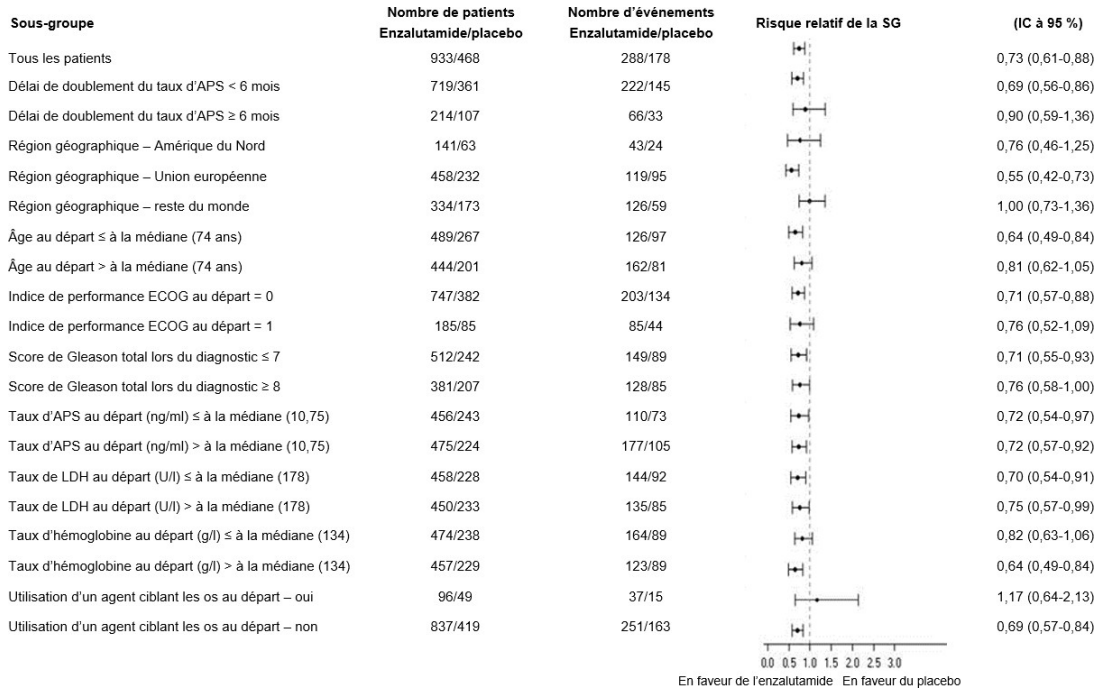 Sous-groupe Nombre de patients Enzalutamide/placebo Nombre d’événements Enzalutamide/placebo Risque relatif de la SG (IC à 95 %)
Tous les patients 933/468 288/178 0,73 (0,61-0,88)
Délai de doublement du taux d’APS < 6 mois 719/361 222/145 0,69 (0,56-0,86)
Délai de doublement du taux d’APS ≥ 6 mois 214/107 66/33 0,90 (0,59-1,36)
Région géographique – Amérique du Nord 141/63 43/24 0,76 (0,46-1,25)
Région géographique – Union européenne 458/232 119/95 0,55 (0,42-0,73)
Région géographique – reste du monde 334/173 126/59 1,00 (0,73-1,36)
Âge au départ ≤ à la médiane (74 ans) 489/267 126/97 0,64 (0,49-0,84)
Âge au départ > à la médiane (74 ans) 444/201 162/81 0,81 (0,62-1,05)
Indice de performance ECOG au départ = 0 747/382 203/134 0,71 (0,57-0,88)
Indice de performance ECOG au départ = 1 185/85 85/44 0,76 (0,52-1,09)
Score de Gleason total lors du diagnostic ≤ 7 512/242 149/89 0,71 (0,55-0,93)
Score de Gleason total lors du diagnostic ≥ 8 381/207 128/85 0,76 (0,58-1,00)
Taux d’APS au départ (ng/ml) ≤ à la médiane (10,75) 456/243 110/73 0,72 (0,54-0,97)
Taux d’APS au départ (ng/ml) > à la médiane (10,75) 475/224 177/105 0,72 (0,57-0,92)
Taux de LDH au départ (U/l) ≤ à la médiane (178) 458/228 144/92 0,70 (0,54-0,91)
Taux de LDH au départ (U/l) > à la médiane (178) 450/233 135/85 0,75 (0,57-0,99)
Taux d’hémoglobine au départ (g/l) ≤ à la médiane (134) 474/238 164/89 0,82 (0,63-1,06)
Taux d’hémoglobine au départ (g/l) > à la médiane (134) 457/229 123/89 0,64 (0,49-0,84)
Utilisation d’un agent ciblant les os au départ – oui 96/49 37/15 1,17 (0,64-2,13)
Utilisation d’un agent ciblant les os au départ – non 837/419 251/163 0,69 (0,57-0,84)
0.0 0.5 1.0 1.5 2.0 2.5 3.0
En faveur de l’enzalutamide En faveur du placebo